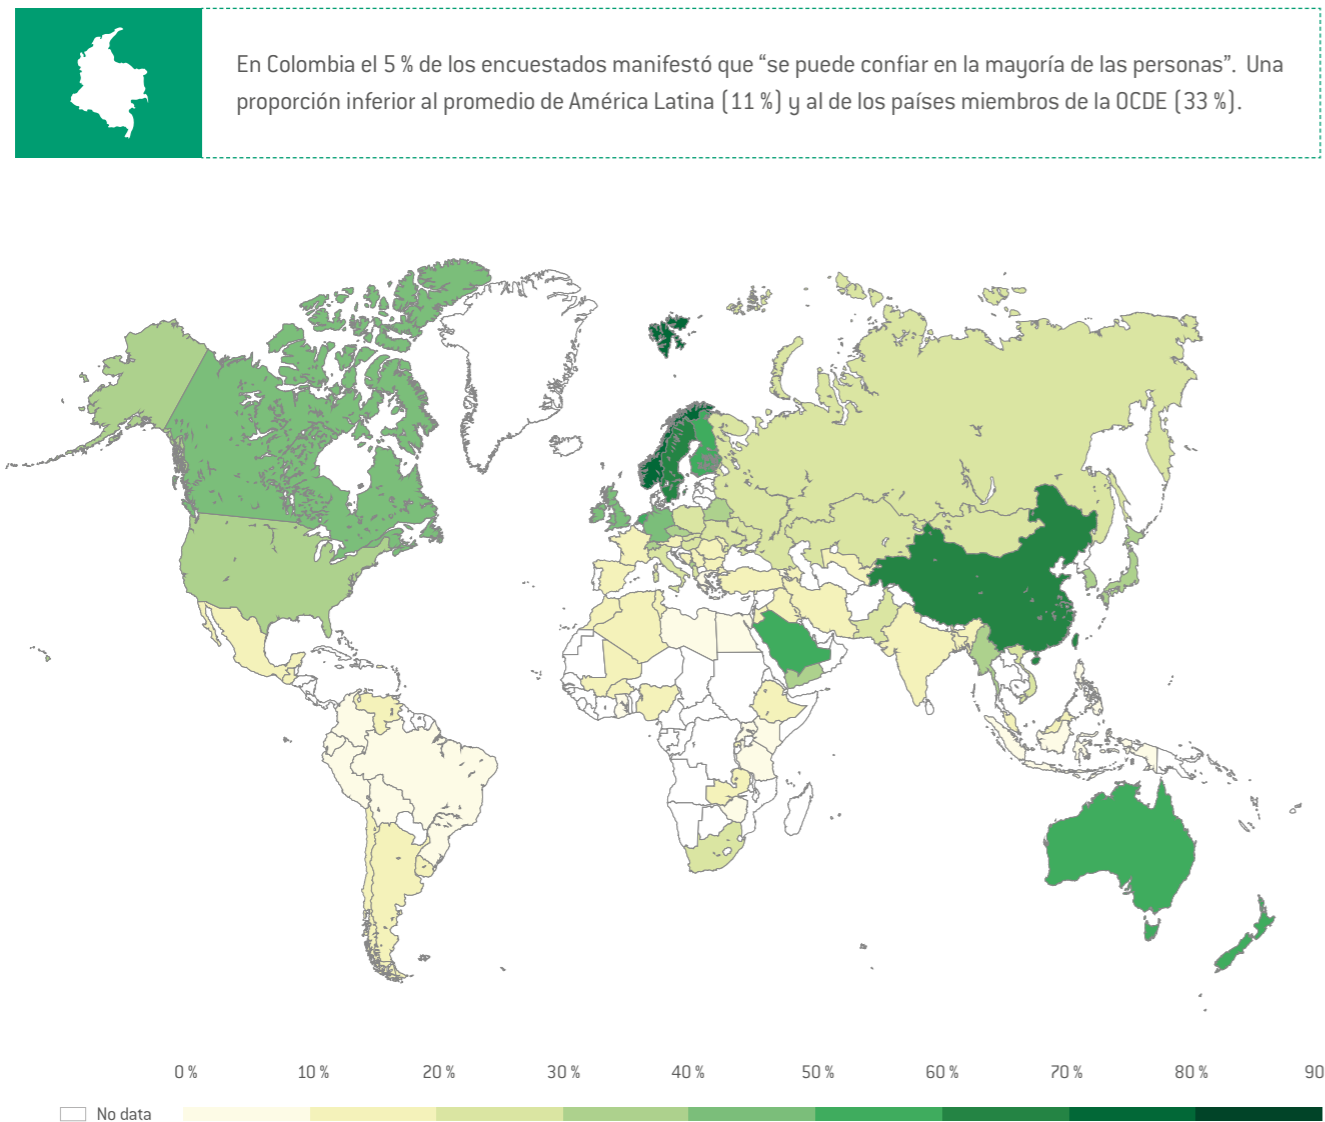 En Colombia el 5 % de los encuestados manifestó que “se puede confiar en la mayoría de las personas”. Una
proporción inferior al promedio de América Latina (11 %) y al de los países miembros de la OCDE (33 %).
0 % 10 % 20 % 30 % 40 % 50 % 60 % 70 % 80 % 90
No data